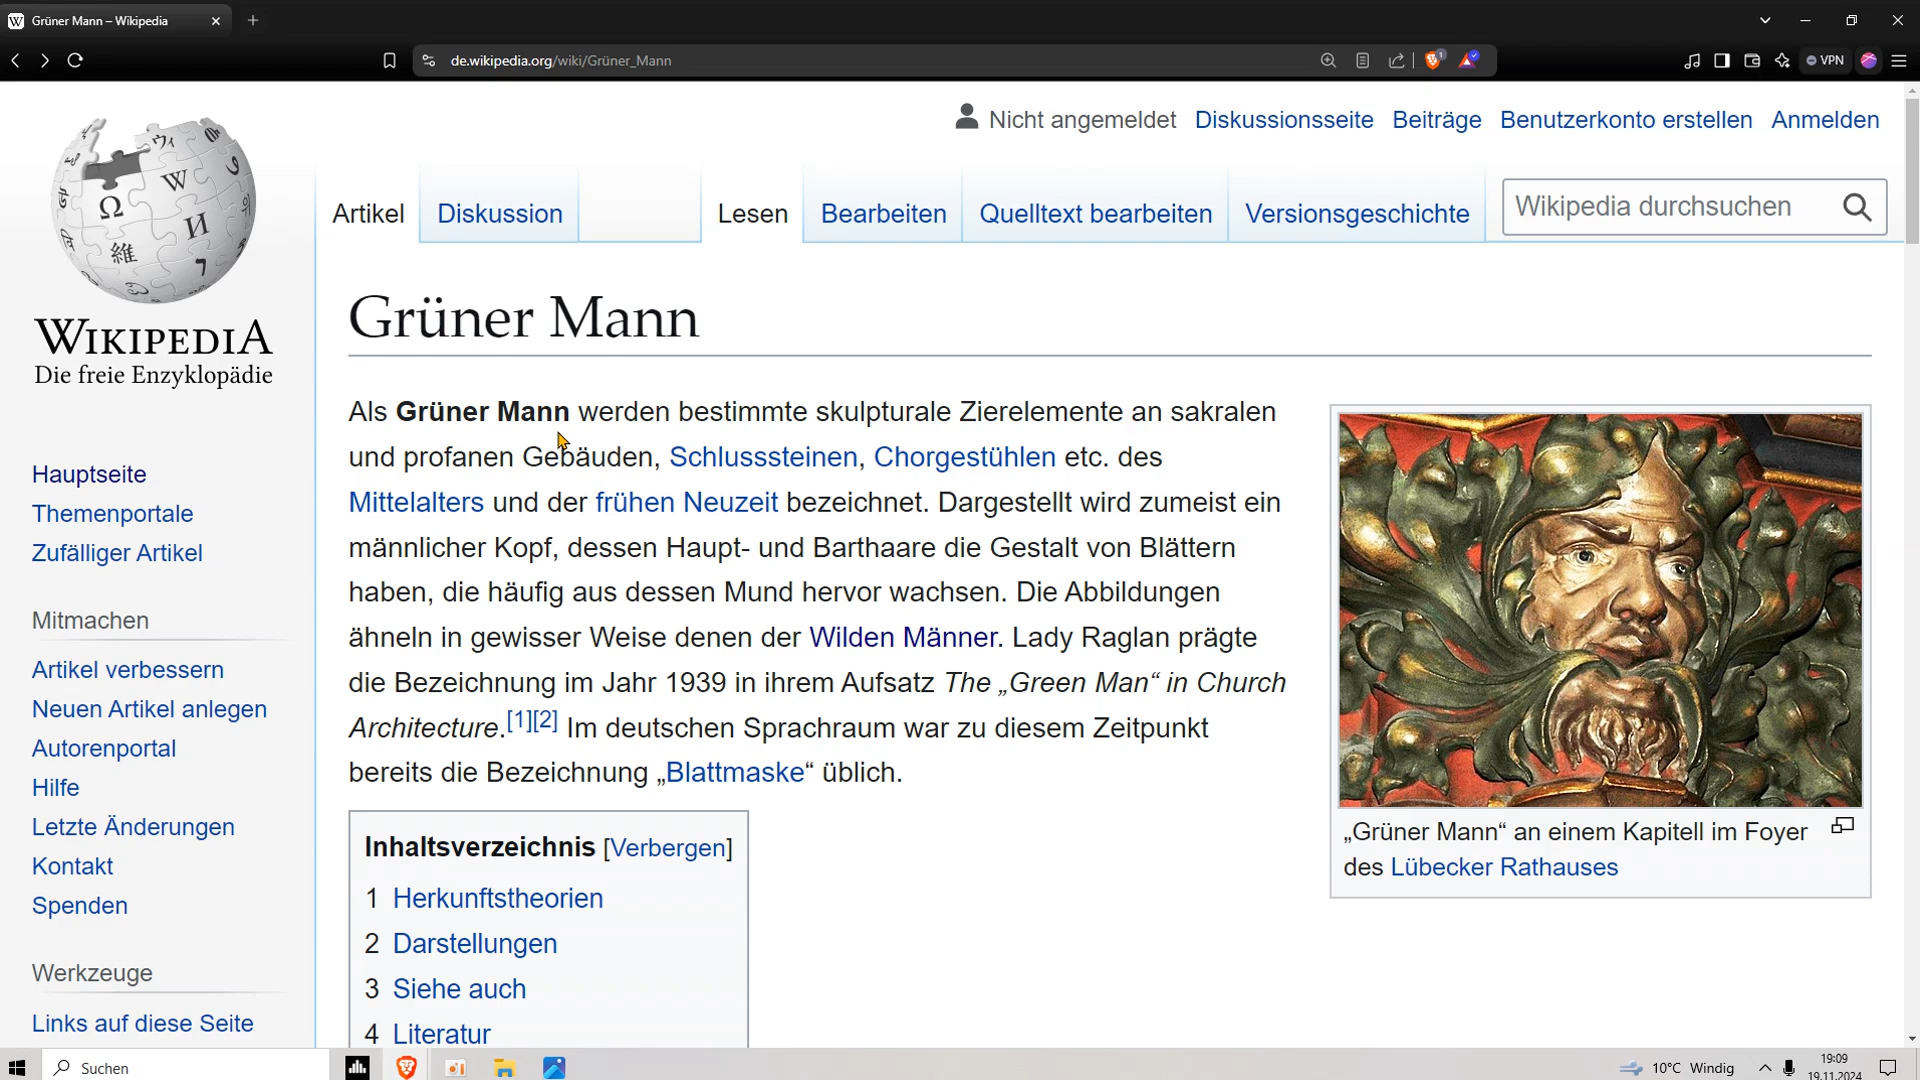 Grüner Mann – Wikipedia
de.wikipedia.org/wiki/Grüner_Mann
1
VPN
Nicht angemeldet Diskussionsseite Beiträge Benutzerkonto erstellen Anmelden
Artikel Diskussion Lesen Bearbeiten Quelltext bearbeiten Versionsgeschichte Wikipedia durchsuchen
WIKIPEDIA
Die freie Enzyklopädie
Hauptseite
Themenportale
Zufälliger Artikel
Mitmachen
Artikel verbessern
Neuen Artikel anlegen
Autorenportal
Hilfe
Letzte Änderungen
Kontakt
Spenden
Werkzeuge
Links auf diese Seite
Grüner Mann
Als Grüner Mann werden bestimmte skulpturale Zierelemente an sakralen
und profanen Gebäuden, Schlusssteinen, Chorgestühlen etc. des
Mittelalters und der frühen Neuzeit bezeichnet. Dargestellt wird zumeist ein
männlicher Kopf, dessen Haupt- und Barthaare die Gestalt von Blättern
haben, die häufig aus dessen Mund hervor wachsen. Die Abbildungen
ähneln in gewisser Weise denen der Wilden Männer. Lady Raglan prägte
die Bezeichnung im Jahr 1939 in ihrem Aufsatz The „Green Man“ in Church
Architecture.[1][2] Im deutschen Sprachraum war zu diesem Zeitpunkt
bereits die Bezeichnung „Blattmaske“ üblich.
„Grüner Mann“ an einem Kapitell im Foyer
des Lübecker Rathauses
Inhaltsverzeichnis [Verbergen]
1 Herkunftstheorien
2 Darstellungen
3 Siehe auch
4 Literatur
Suchen
10°C Windig
19:09
19.11.2024